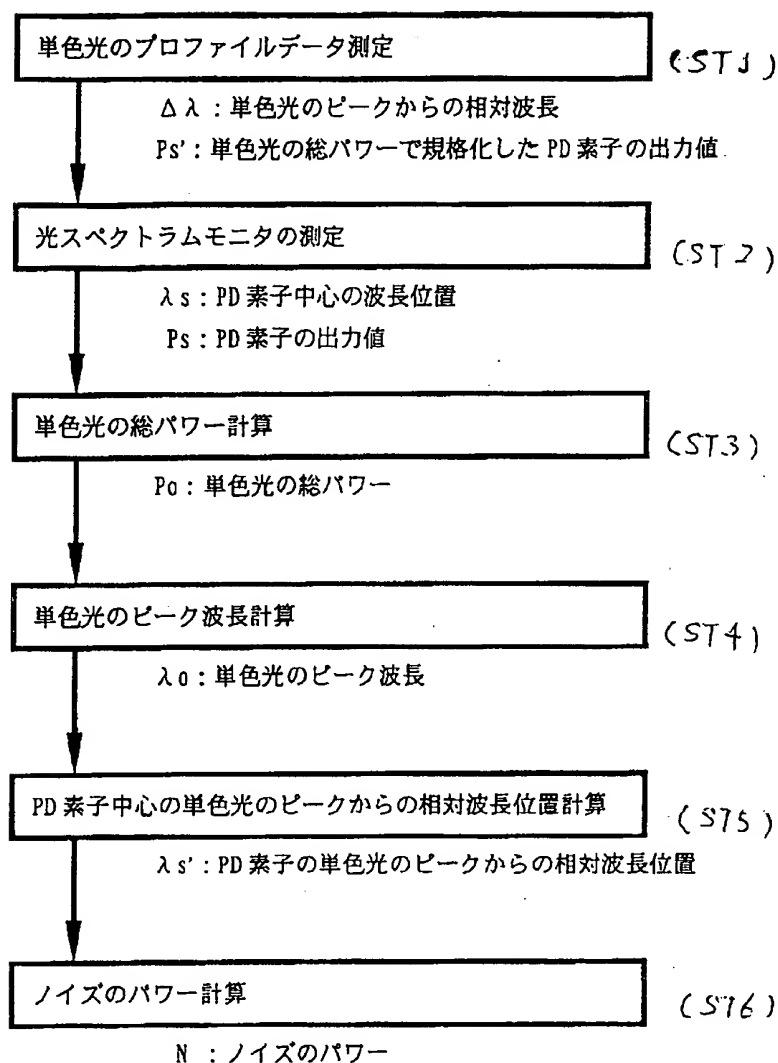 単色光のプロファイルデータ測定 (ST1)
Δλ：単色光のピークからの相対波長
Ps'：単色光の総パワーで規格化したPD素子の出力値
光スペクトラムモニタの測定 (ST2)
λs：PD素子中心の波長位置
Ps：PD素子の出力値
単色光の総パワー計算 (ST3)
Po：単色光の総パワー
単色光のピーク波長計算 (ST4)
λo：単色光のピーク波長
PD素子中心の単色光のピークからの相対波長位置計算 (ST5)
λs'：PD素子の単色光のピークからの相対波長位置
ノイズのパワー計算 (ST6)
N ：ノイズのパワー